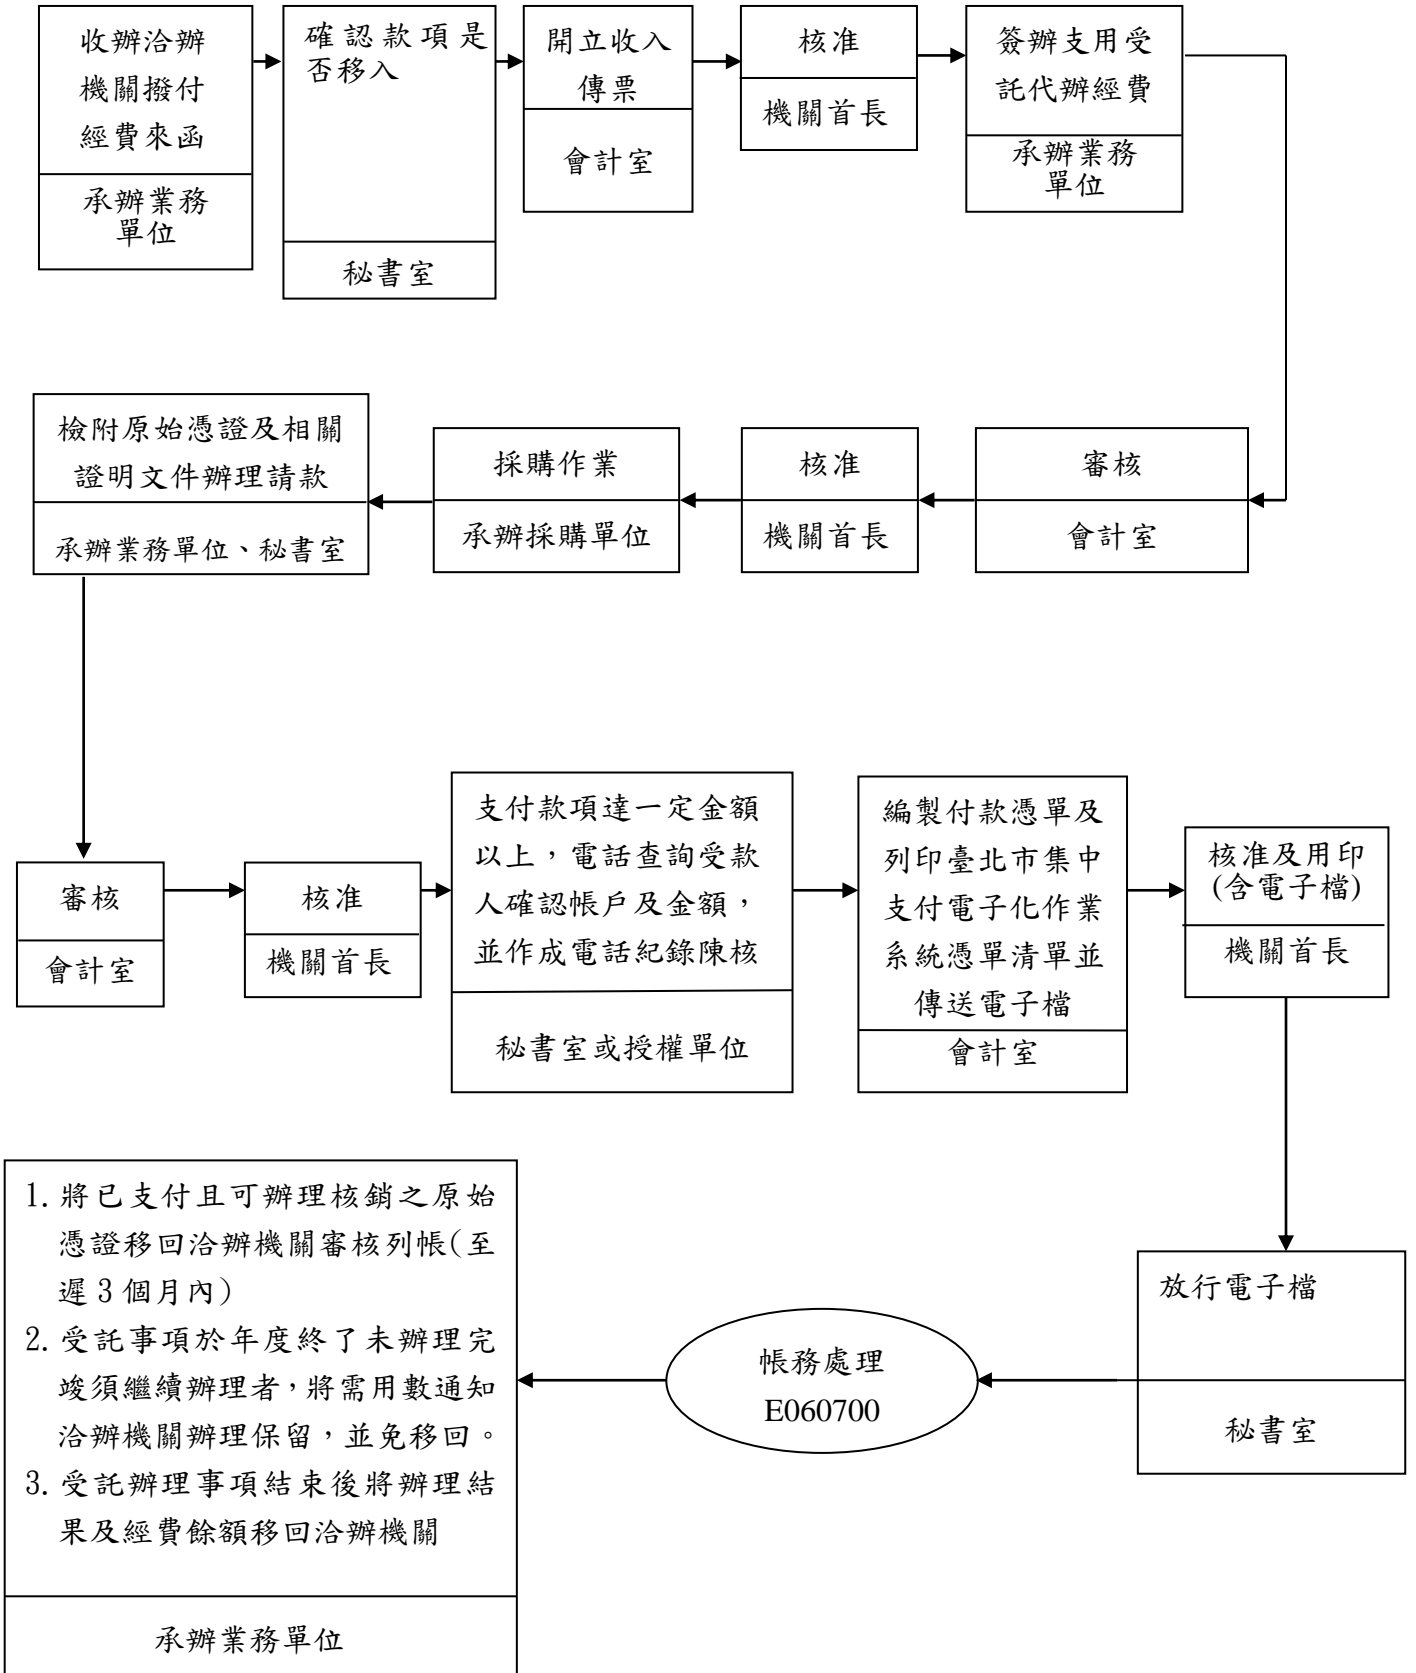 收辦洽辦
機關撥付
經費來函
承辦業務
單位
確認款項是
否移入
秘書室
開立收入
傳票
會計室
核准
機關首長
簽辦支用受
託代辦經費
承辦業務
單位
審核
會計室
核准
機關首長
採購作業
承辦採購單位
檢附原始憑證及相關
證明文件辦理請款
承辦業務單位、秘書室
審核
會計室
核准
機關首長
支付款項達一定金額
以上，電話查詢受款
人確認帳戶及金額，
並作成電話紀錄陳核
秘書室或授權單位
編製付款憑單及
列印臺北市集中
支付電子化作業
系統憑單清單並
傳送電子檔
會計室
核准及用印
(含電子檔)
機關首長
放行電子檔
秘書室
帳務處理
E060700
1. 將已支付且可辦理核銷之原始
憑證移回洽辦機關審核列帳(至
遲 3 個月內)
2. 受託事項於年度終了未辦理完
竣須繼續辦理者，將需用數通知
洽辦機關辦理保留，並免移回。
3. 受託辦理事項結束後將辦理結
果及經費餘額移回洽辦機關
承辦業務單位